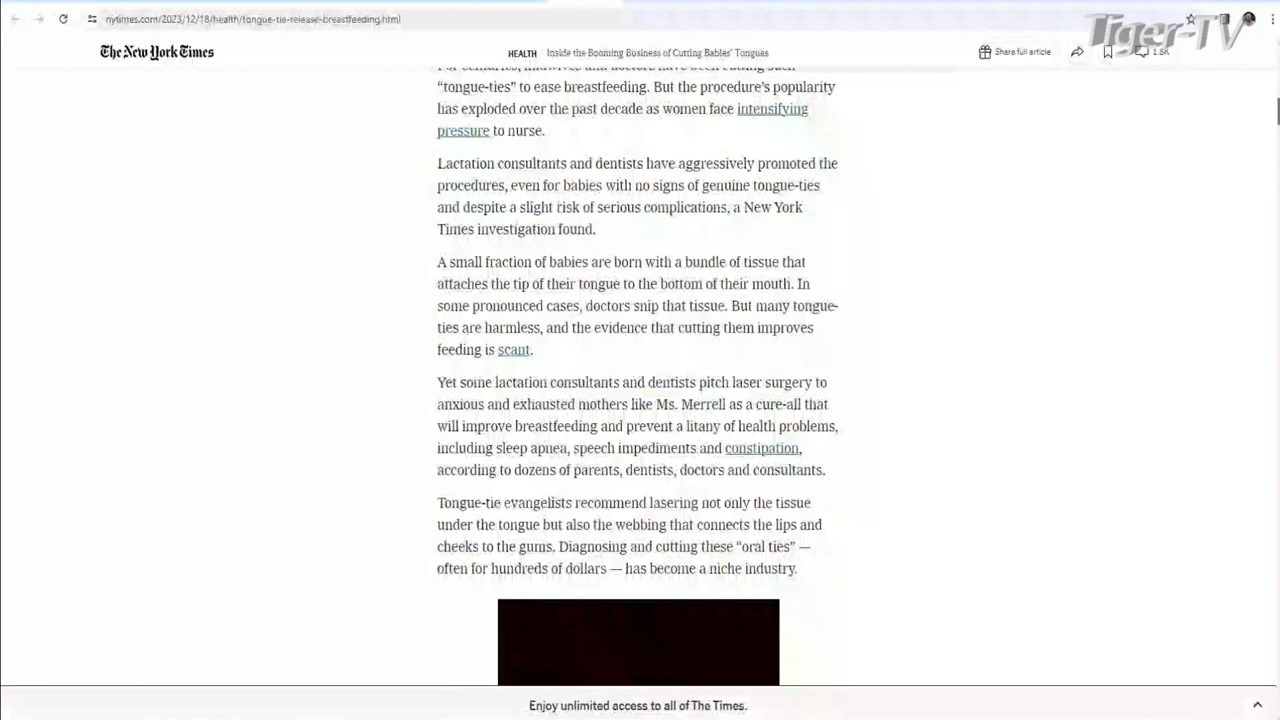 nytimes.com/2023/12/18/health/tongue-tie-release-breastfeeding.html
Tiger-TV
The New York Times
HEALTH Inside the Booming Business of Cutting Babies' Tongues
Share full article
1.5K
For centuries, midwives and doctors have been cutting such
“tongue-ties” to ease breastfeeding. But the procedure’s popularity
has exploded over the past decade as women face intensifying
pressure to nurse.
Lactation consultants and dentists have aggressively promoted the
procedures, even for babies with no signs of genuine tongue-ties
and despite a slight risk of serious complications, a New York
Times investigation found.
A small fraction of babies are born with a bundle of tissue that
attaches the tip of their tongue to the bottom of their mouth. In
some pronounced cases, doctors snip that tissue. But many tongue-
ties are harmless, and the evidence that cutting them improves
feeding is scant.
Yet some lactation consultants and dentists pitch laser surgery to
anxious and exhausted mothers like Ms. Merrell as a cure-all that
will improve breastfeeding and prevent a litany of health problems,
including sleep apnea, speech impediments and constipation,
according to dozens of parents, dentists, doctors and consultants.
Tongue-tie evangelists recommend lasering not only the tissue
under the tongue but also the webbing that connects the lips and
cheeks to the gums. Diagnosing and cutting these “oral ties” —
often for hundreds of dollars — has become a niche industry.
Enjoy unlimited access to all of The Times.